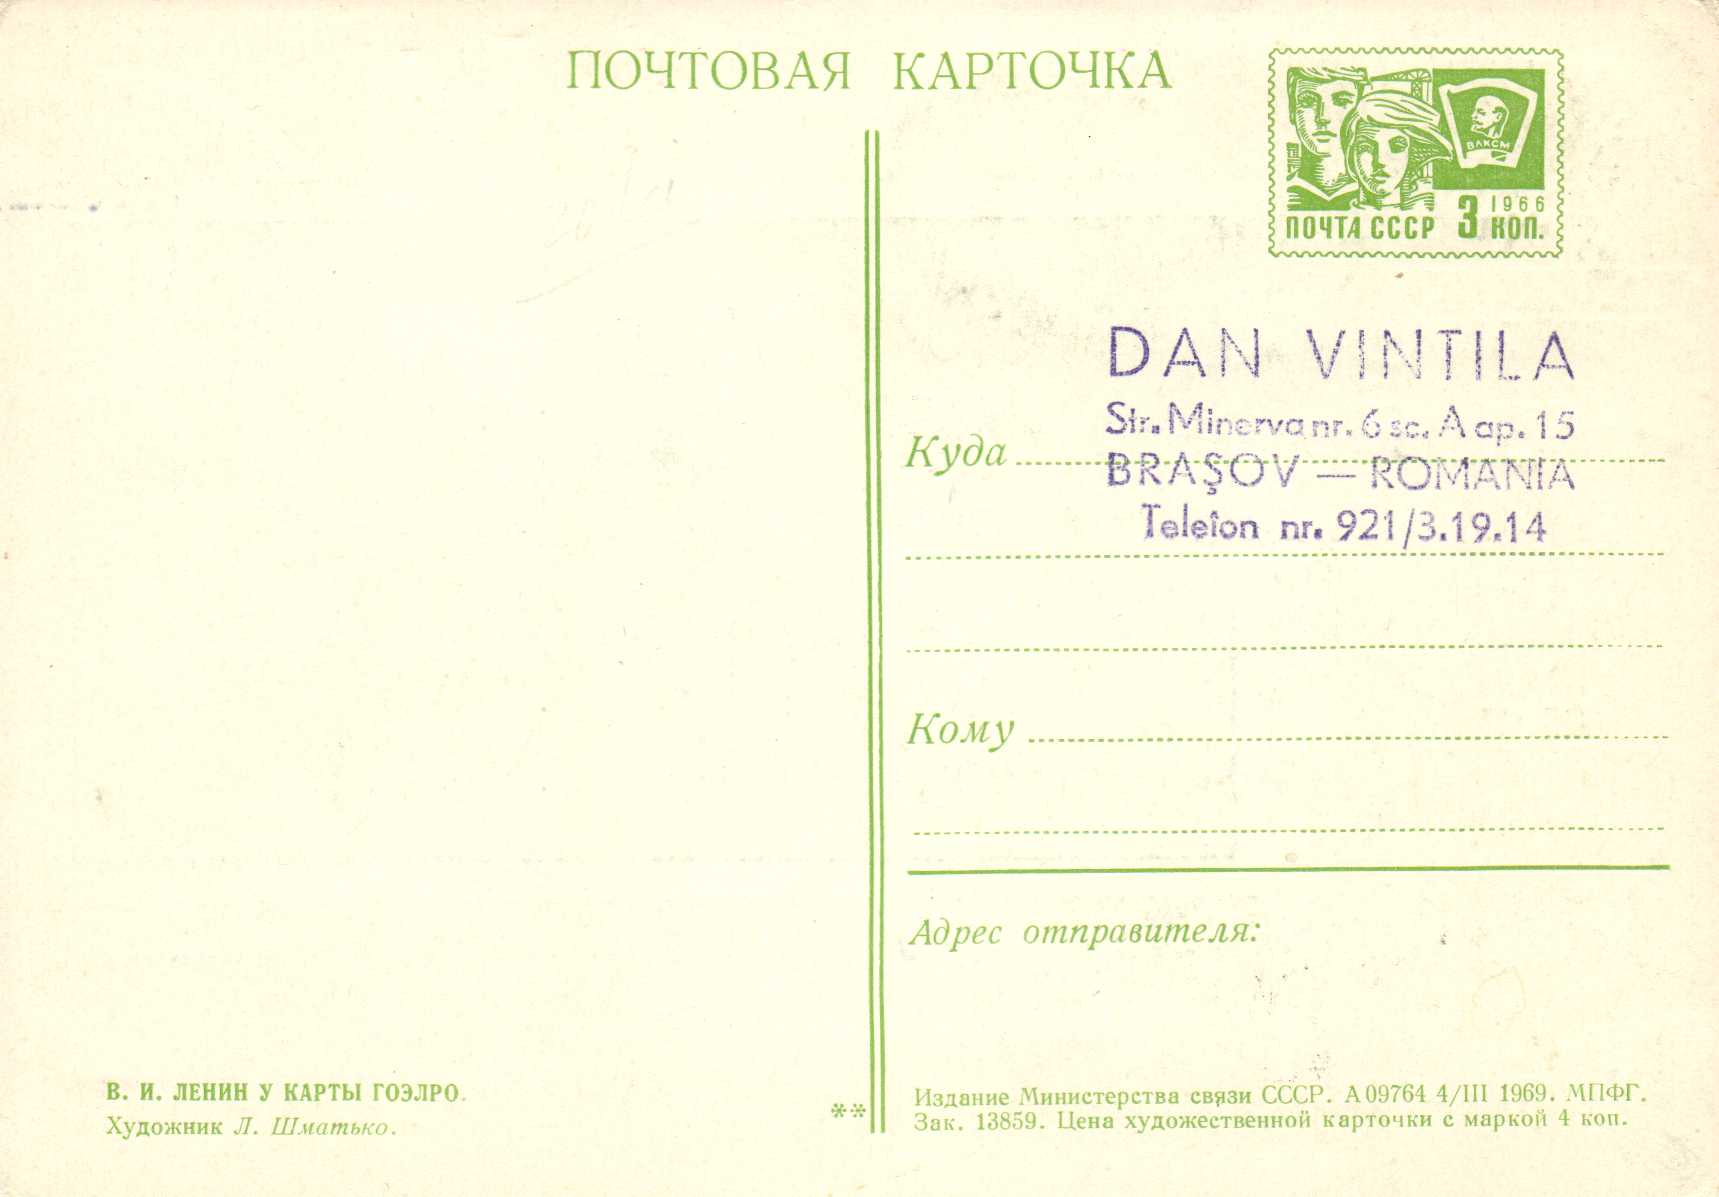 ПОЧТОВАЯ КАРТОЧКА
ВЛКСМ
1966
ПОЧТА СССР 3 КОП.
DAN VINTILA
Str. Minerva nr. 6 sc. A ap. 15
Куда
BRAŞOV — ROMANIA
Telefon nr. 921/3.19.14
Кому
Адрес отправителя:
В. И. ЛЕНИН У КАРТЫ ГОЭЛРО.
Художник Л. Шматько.
**
Издание Министерства связи СССР. А 09764 4/III 1969. МПФГ.
Зак. 13859. Цена художественной карточки с маркой 4 коп.